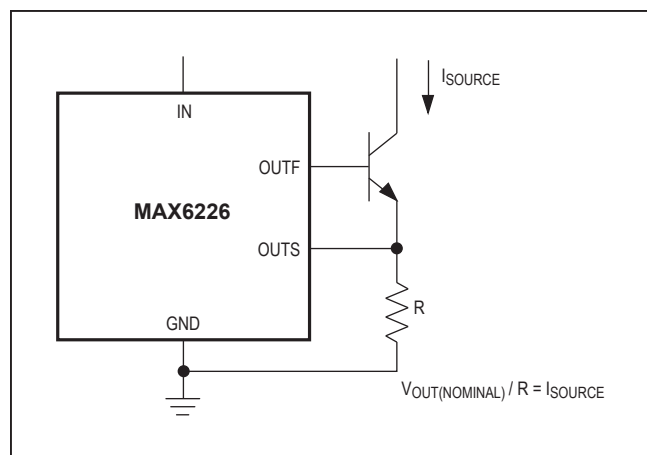 ISOURCE
IN
OUTF
MAX6226
OUTS
R
GND
VOUT(NOMINAL) / R = ISOURCE